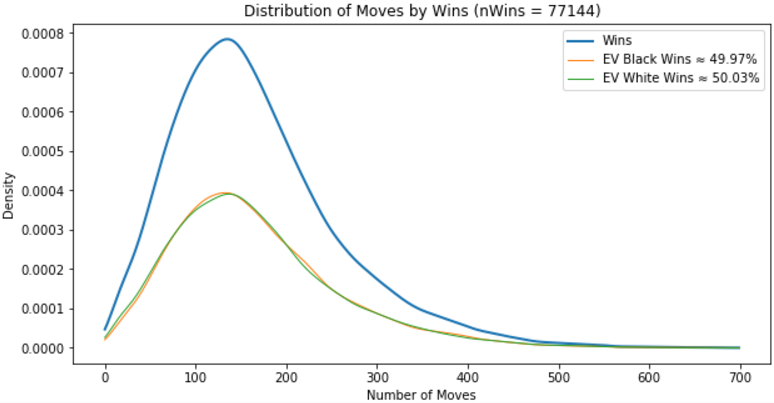 Distribution of Moves by Wins (nWins = 77144)
Wins
EV Black Wins ≈ 49.97%
EV White Wins ≈ 50.03%
Density
0.0008
0.0007
0.0006
0.0005
0.0004
0.0003
0.0002
0.0001
0.0000
0 100 200 300 400 500 600 700
Number of Moves